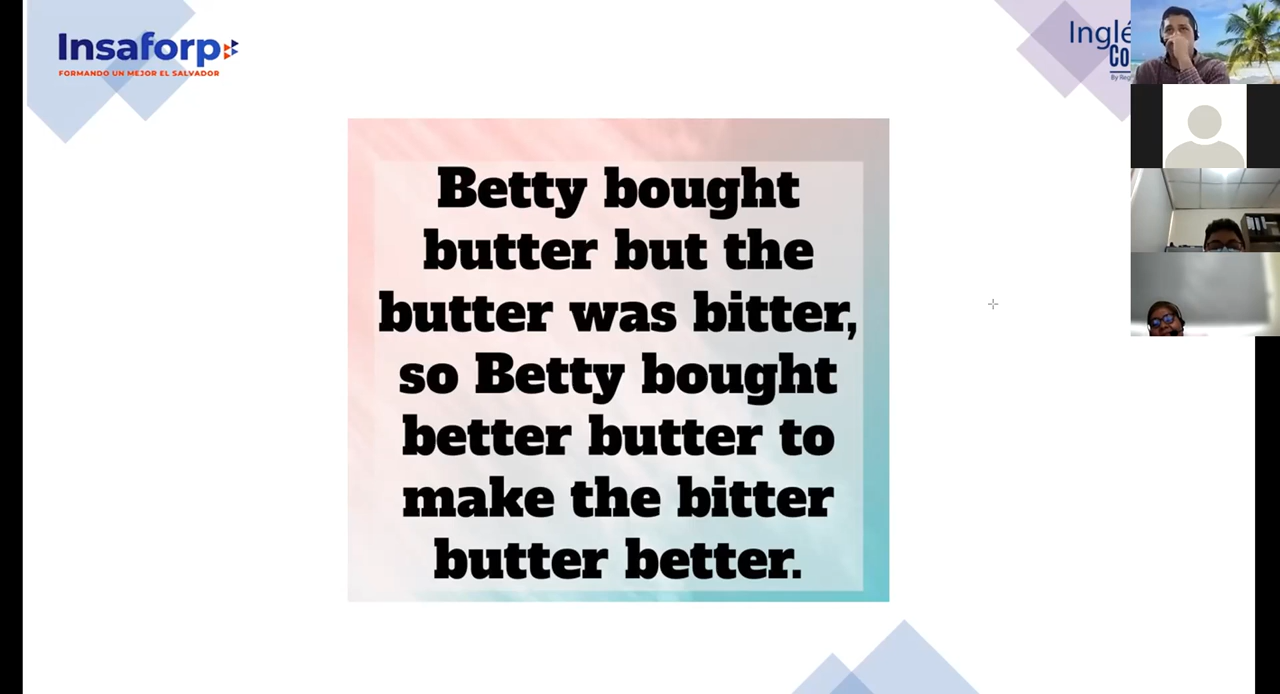 Insaforp
FORMANDO UN MEJOR EL SALVADOR
Betty bought
butter but the
butter was bitter,
so Betty bought
better butter to
make the bitter
butter better.